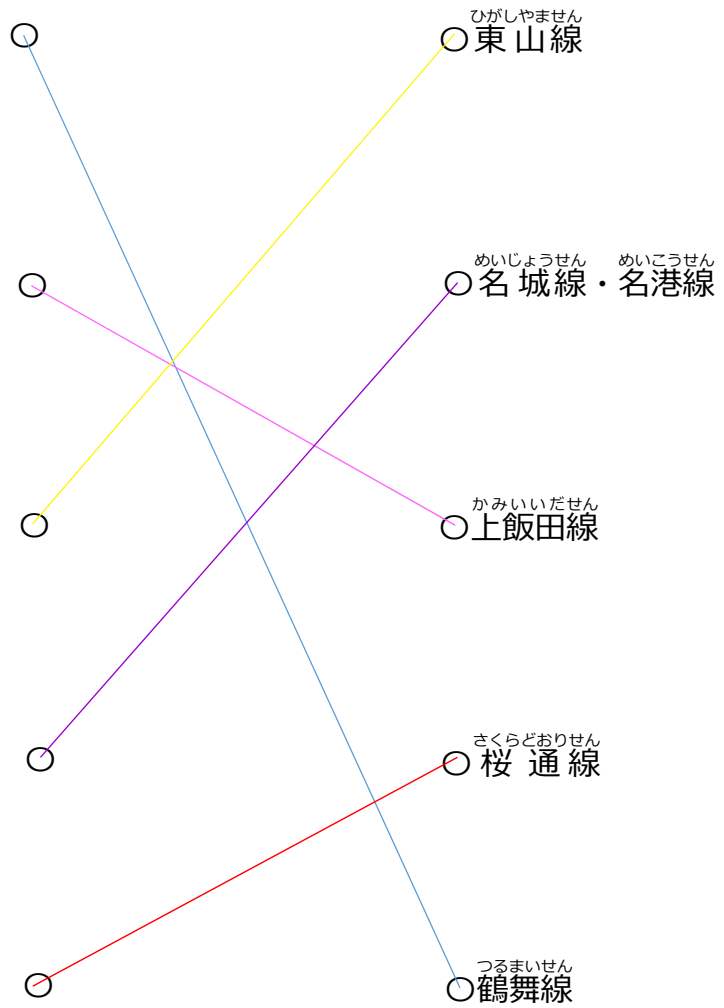 ひがしやません
東山線
めいじょうせん めいこうせん
名城線・名港線
かみいいだせん
上飯田線
さくらどおりせん
桜通線
つるまいせん
鶴舞線